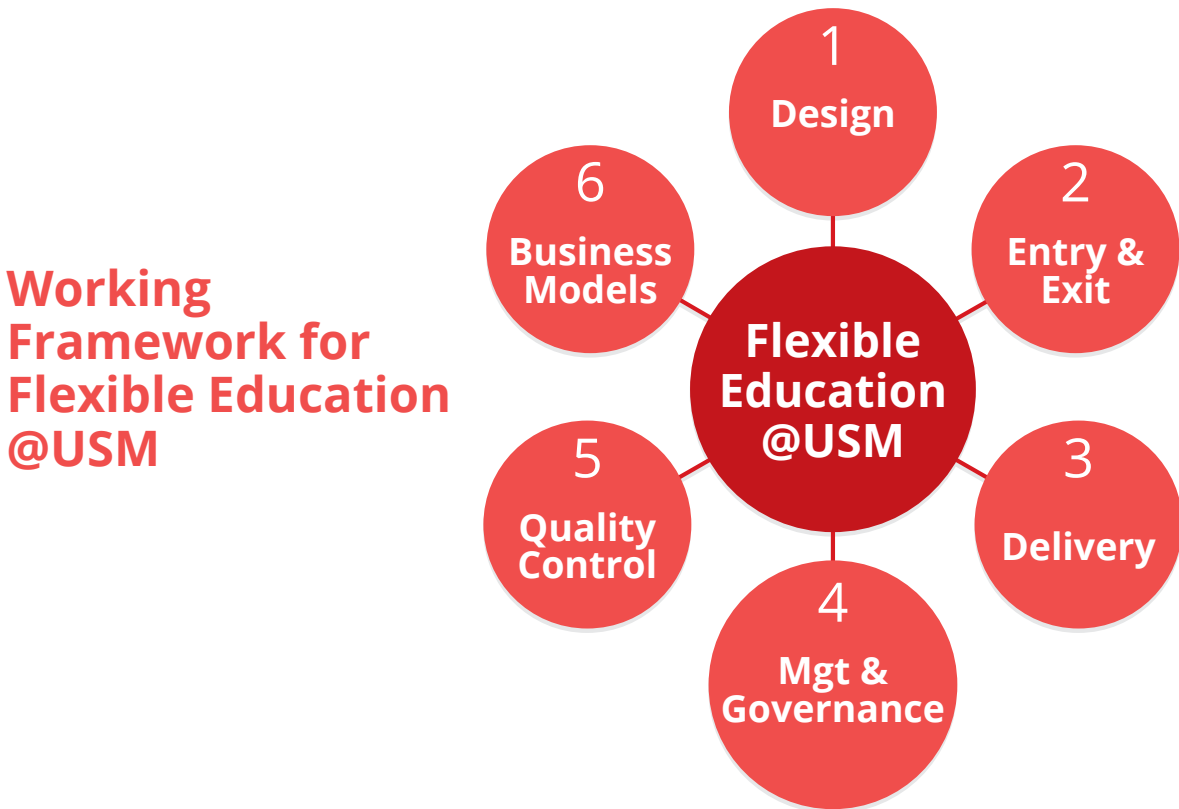 Working
Framework for
Flexible Education
@USM
Flexible
Education
@USM
1
Design
2
Entry &
Exit
3
Delivery
4
Mgt &
Governance
5
Quality
Control
6
Business
Models